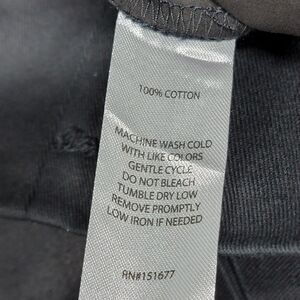 100% COTTON
MACHINE WASH COLD
WITH LIKE COLORS
GENTLE CYCLE
DO NOT BLEACH
TUMBLE DRY LOW
REMOVE PROMPTLY
LOW IRON IF NEEDED
RN#151677